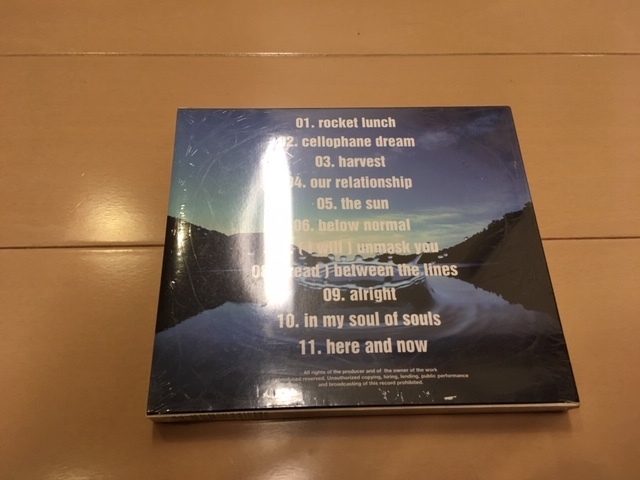 01. rocket lunch
02. cellophane dream
03. harvest
04. our relationship
05. the sun
06. below normal
( I will ) unmask you
08. read ) between the lines
09. alright
10. in my soul of souls
11. here and now
All rights of the producer and of the owner of the work
reserved. Unauthorized copying, hiring, lending, public performance
and broadcasting of this record prohibited.